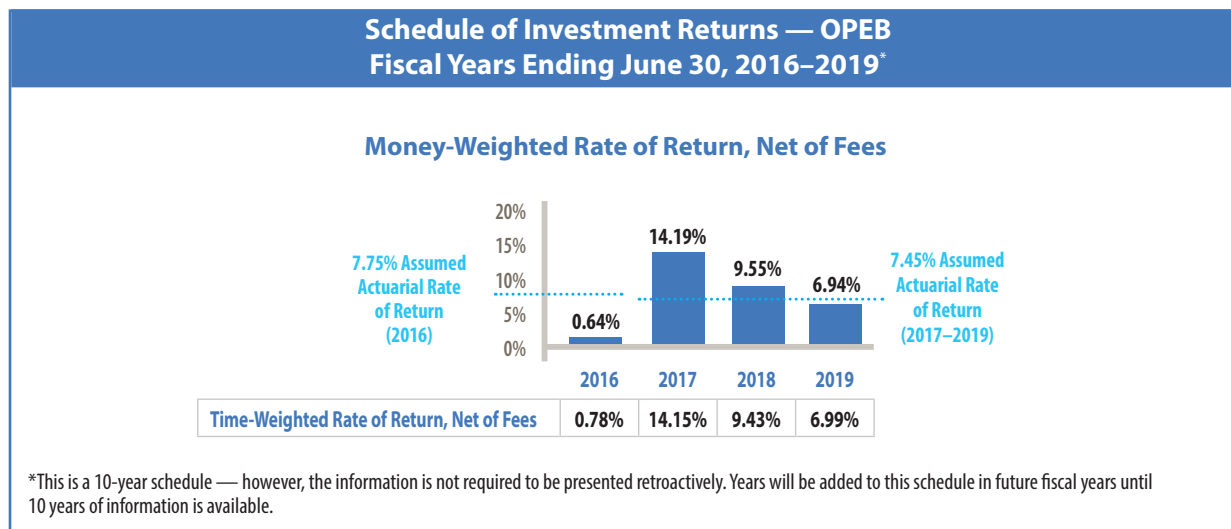 Schedule of Investment Returns — OPEB
Fiscal Years Ending June 30, 2016–2019*
Money-Weighted Rate of Return, Net of Fees
20%
15%
10%
5%
0%
7.75% Assumed
Actuarial Rate
of Return
(2016)
0.64%
14.19%
9.55%
6.94%
7.45% Assumed
Actuarial Rate
of Return
(2017–2019)
2016 2017 2018 2019
Time-Weighted Rate of Return, Net of Fees 0.78% 14.15% 9.43% 6.99%
*This is a 10-year schedule — however, the information is not required to be presented retroactively. Years will be added to this schedule in future fiscal years until
10 years of information is available.